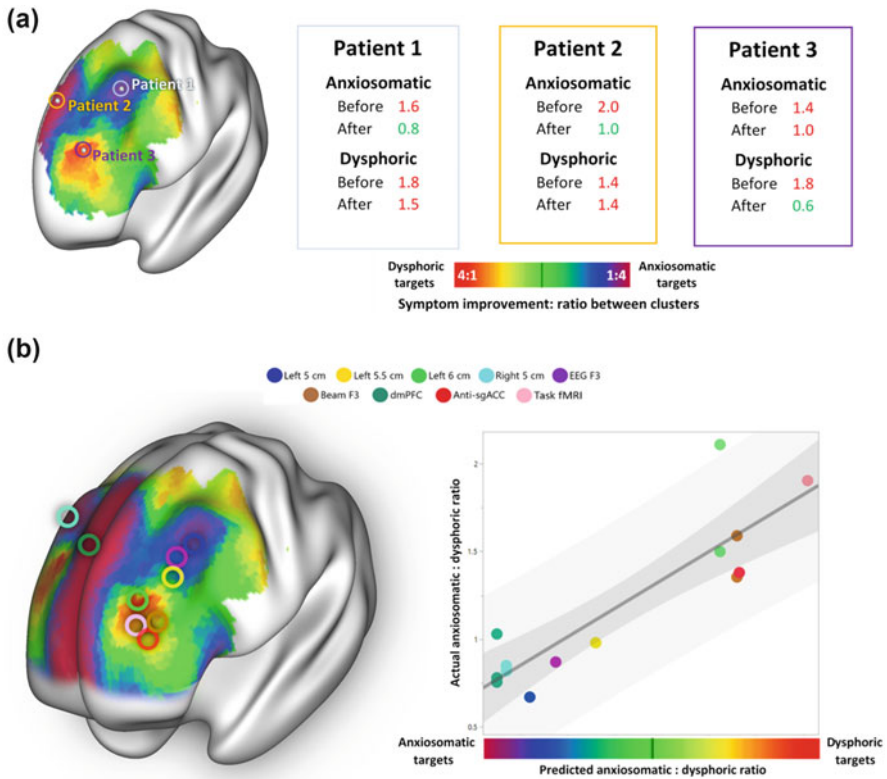 (a)
Patient 1
Patient 2
Patient 3
Patient 1
Anxiosomatic
Before 1.6
After 0.8
Dysphoric
Before 1.8
After 1.5
Patient 2
Anxiosomatic
Before 2.0
After 1.0
Dysphoric
Before 1.4
After 1.4
Patient 3
Anxiosomatic
Before 1.4
After 1.0
Dysphoric
Before 1.8
After 0.6
Dysphoric
targets
4:1
1:4
Anxiosomatic
targets
Symptom improvement: ratio between clusters
(b)
Left 5 cm Left 5.5 cm Left 6 cm Right 5 cm EEG F3
Beam F3 dmPFC Anti-sgACC Task fMRI
Actual anxiosomatic : dysphoric ratio
2
1.5
1
0.5
Anxiosomatic
targets
Dysphoric
targets
Predicted anxiosomatic : dysphoric ratio